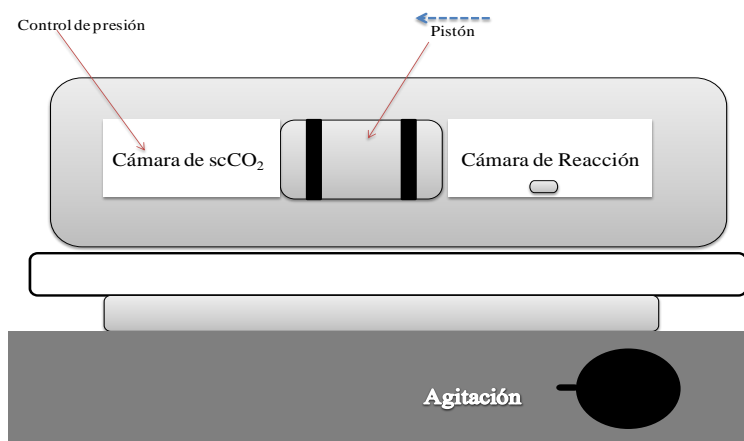 Control de presión
Pistón
Cámara de scCO₂
Cámara de Reacción
Agitación